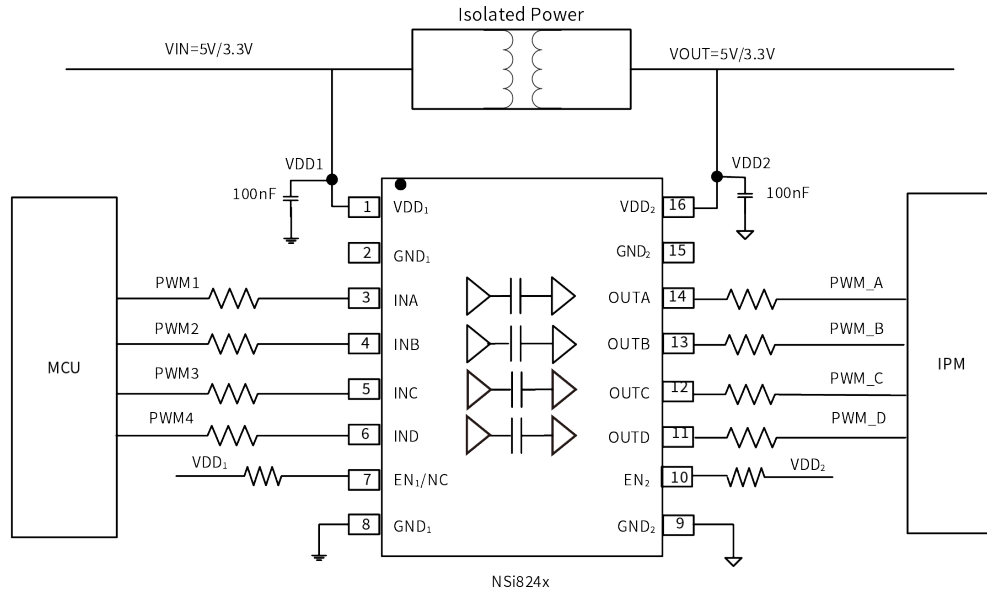 Isolated Power
VIN=5V/3.3V
VOUT=5V/3.3V
VDD1
VDD2
100nF
100nF
1 VDD₁
VDD₂ 16
2 GND₁
GND₂ 15
PWM1
3 INA
OUTA 14
PWM_A
PWM2
4 INB
OUTB 13
PWM_B
MCU
IPM
PWM3
5 INC
OUTC 12
PWM_C
PWM4
6 IND
OUTD 11
PWM_D
VDD₁
7 EN₁/NC
EN₂ 10
VDD₂
8 GND₁
GND₂ 9
NSi824x